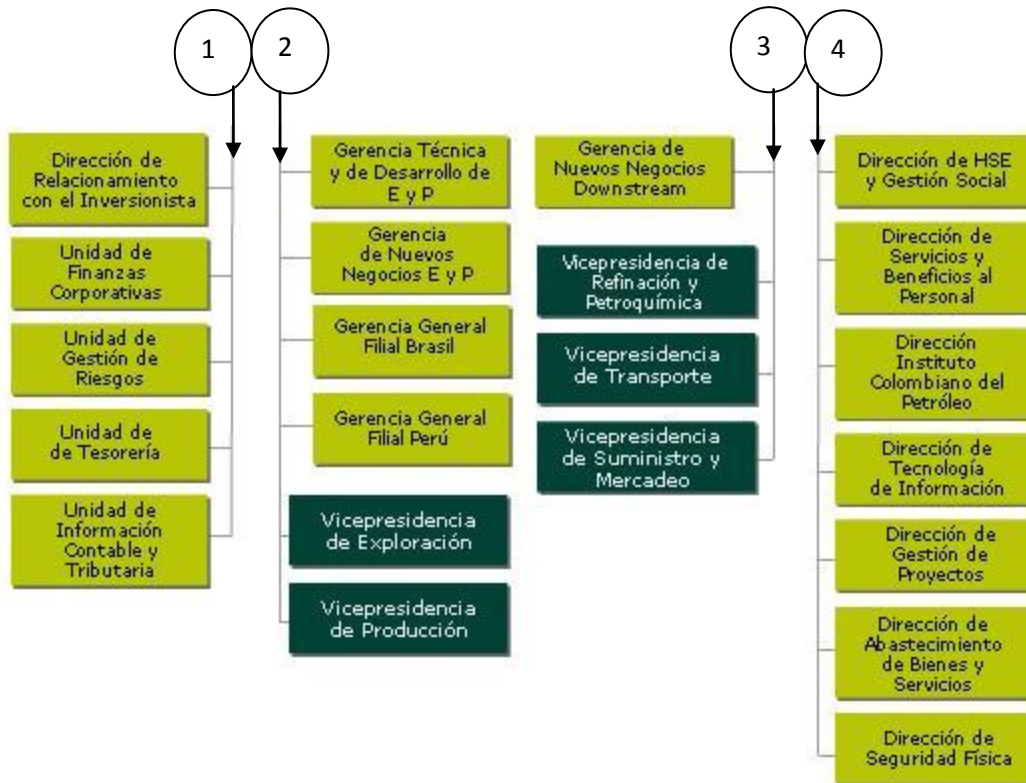 1
2
3
4
Dirección de
Relacionamiento
con el Inversionista
Unidad de
Finanzas
Corporativas
Unidad de
Gestión de
Riesgos
Unidad de
de Tesorería
Unidad de
Información
Contable y
Tributaria
Gerencia Técnica
y de Desarrollo de
E y P
Gerencia
de Nuevos
Negocios E y P
Gerencia General
Filial Brasil
Gerencia General
Filial Perú
Vicepresidencia
de Exploración
Vicepresidencia
de Producción
Gerencia de
Nuevos Negocios
Downstream
Vicepresidencia de
Refinación y
Petroquímica
Vicepresidencia
de Transporte
Vicepresidencia
de Suministro y
Mercadeo
Dirección de HSE
y Gestión Social
Dirección de
Servicios y
Beneficios al
Personal
Dirección
Instituto
Colombiano del
Petróleo
Dirección de
Tecnología
de Información
Dirección de
Gestión de
Proyectos
Dirección de
Abastecimiento
de Bienes y
Servicios
Dirección de
Seguridad Física